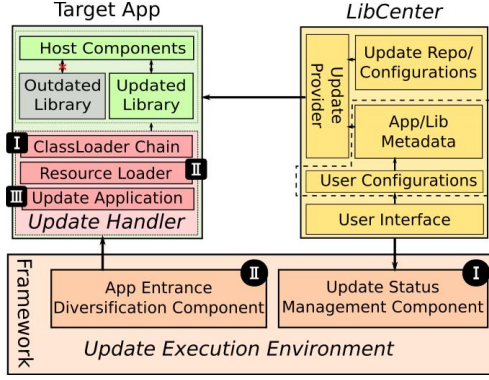 Target App
Host Components
Outdated
Library
Updated
Library
I
ClassLoader Chain
Resource Loader
II
III
Update Application
Update Handler
LibCenter
Update
Provider
Update Repo/
Configurations
App/Lib
Metadata
User Configurations
User Interface
Framework
II
App Entrance
Diversification Component
I
Update Status
Management Component
Update Execution Environment